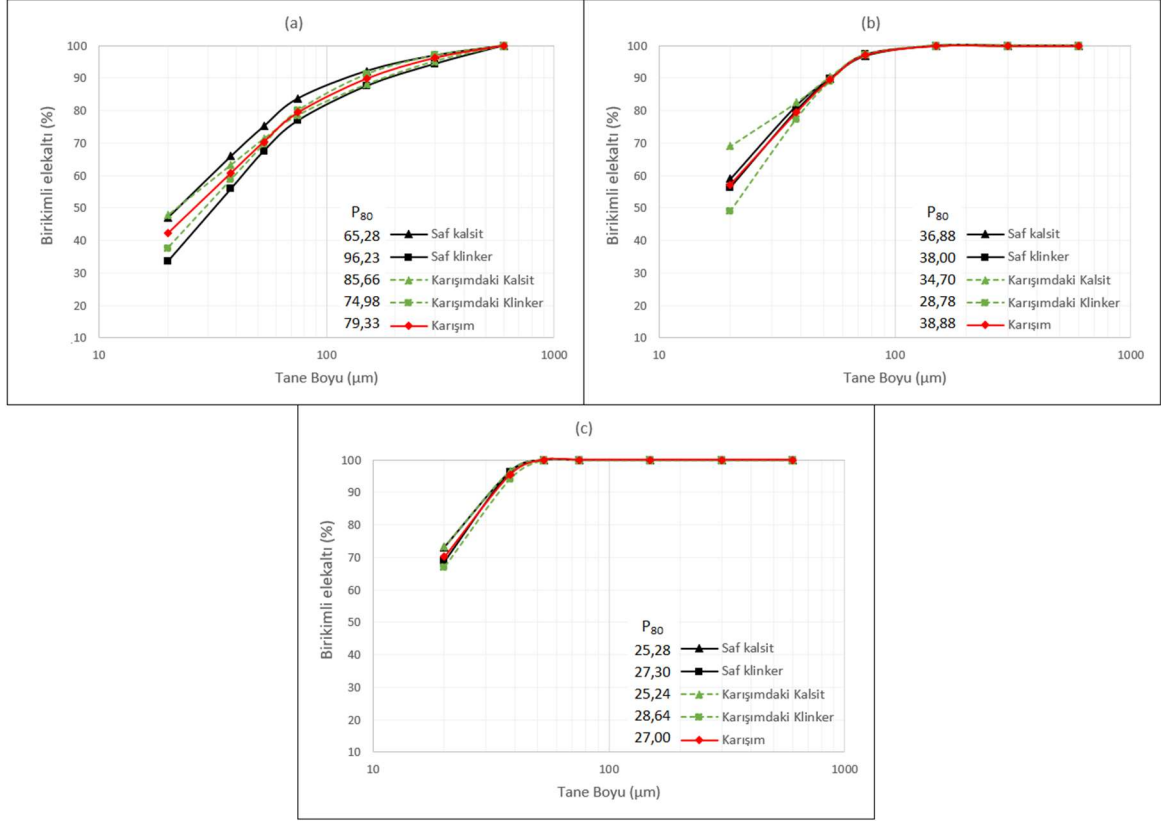 (a)
Birikimli elekaltı (%)
100
90
80
70
60
50
40
30
20
10
10
100
1000
Tane Boyu (µm)
P80
65,28 Saf kalsit
96,23 Saf klinker
85,66 Karışımdaki Kalsit
74,98 Karışımdaki Klinker
79,33 Karışım
(b)
Birikimli elekaltı (%)
100
90
80
70
60
50
40
30
20
10
10
100
1000
Tane Boyu (µm)
P80
36,88 Saf kalsit
38,00 Saf klinker
34,70 Karışımdaki Kalsit
28,78 Karışımdaki Klinker
38,88 Karışım
(c)
Birikimli elekaltı (%)
100
90
80
70
60
50
40
30
20
10
10
100
1000
Tane Boyu (µm)
P80
25,28 Saf kalsit
27,30 Saf klinker
25,24 Karışımdaki Kalsit
28,64 Karışımdaki Klinker
27,00 Karışım